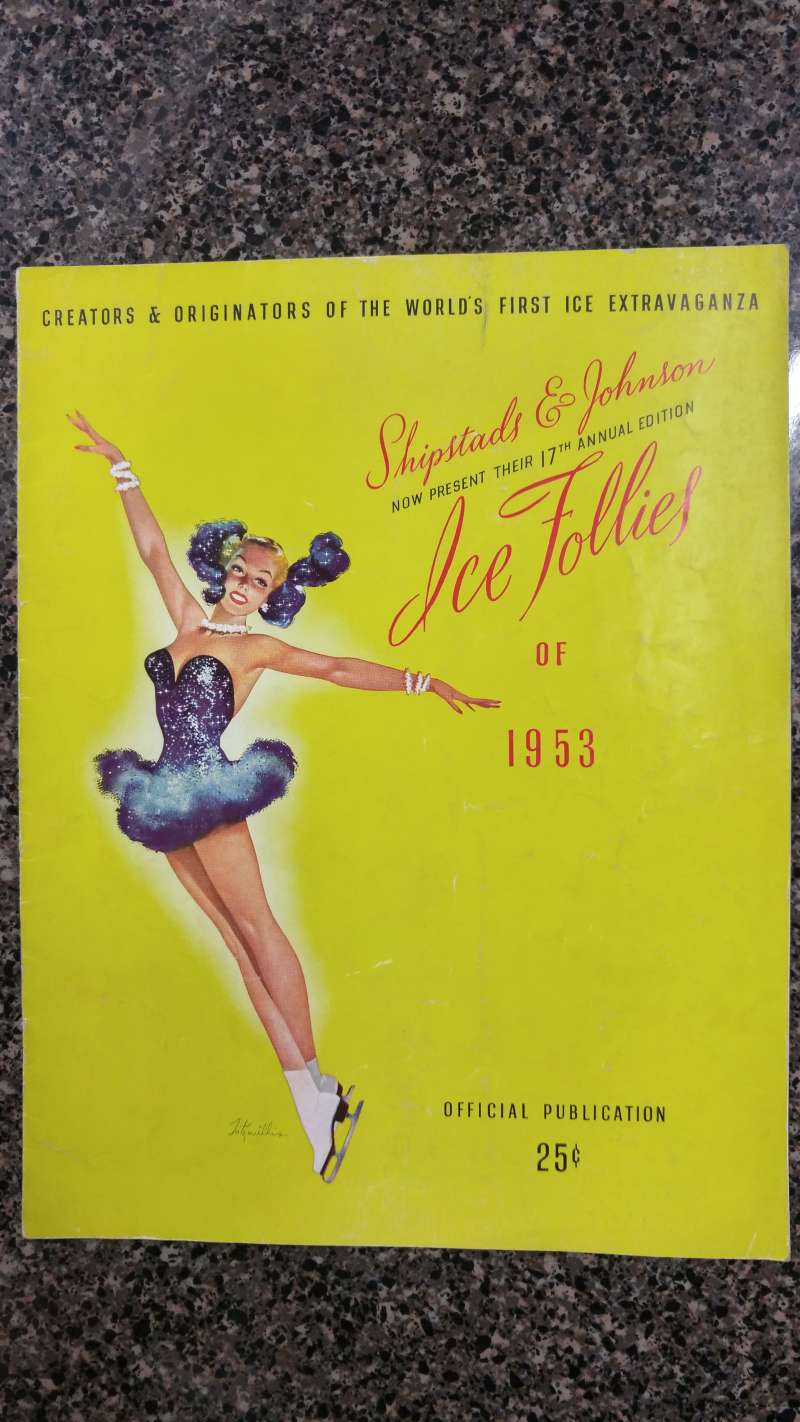 CREATORS & ORIGINATORS OF THE WORLD'S FIRST ICE EXTRAVAGANZA
Shipstads & Johnson
NOW PRESENT THEIR 17TH ANNUAL EDITION
Ice Follies
OF
1953
OFFICIAL PUBLICATION
25¢